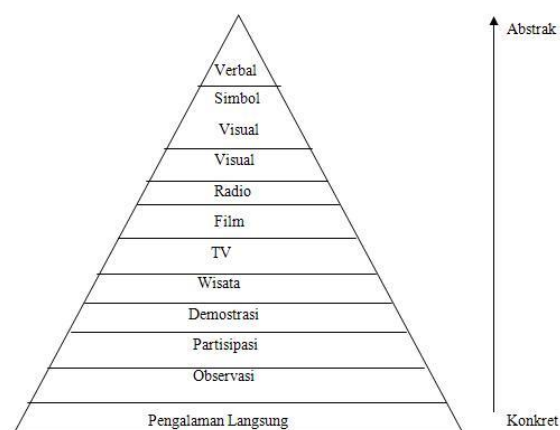 Abstrak
Verbal
Simbol
Visual
Visual
Radio
Film
TV
Wisata
Demostrasi
Partisipasi
Observasi
Pengalaman Langsung
Konkret